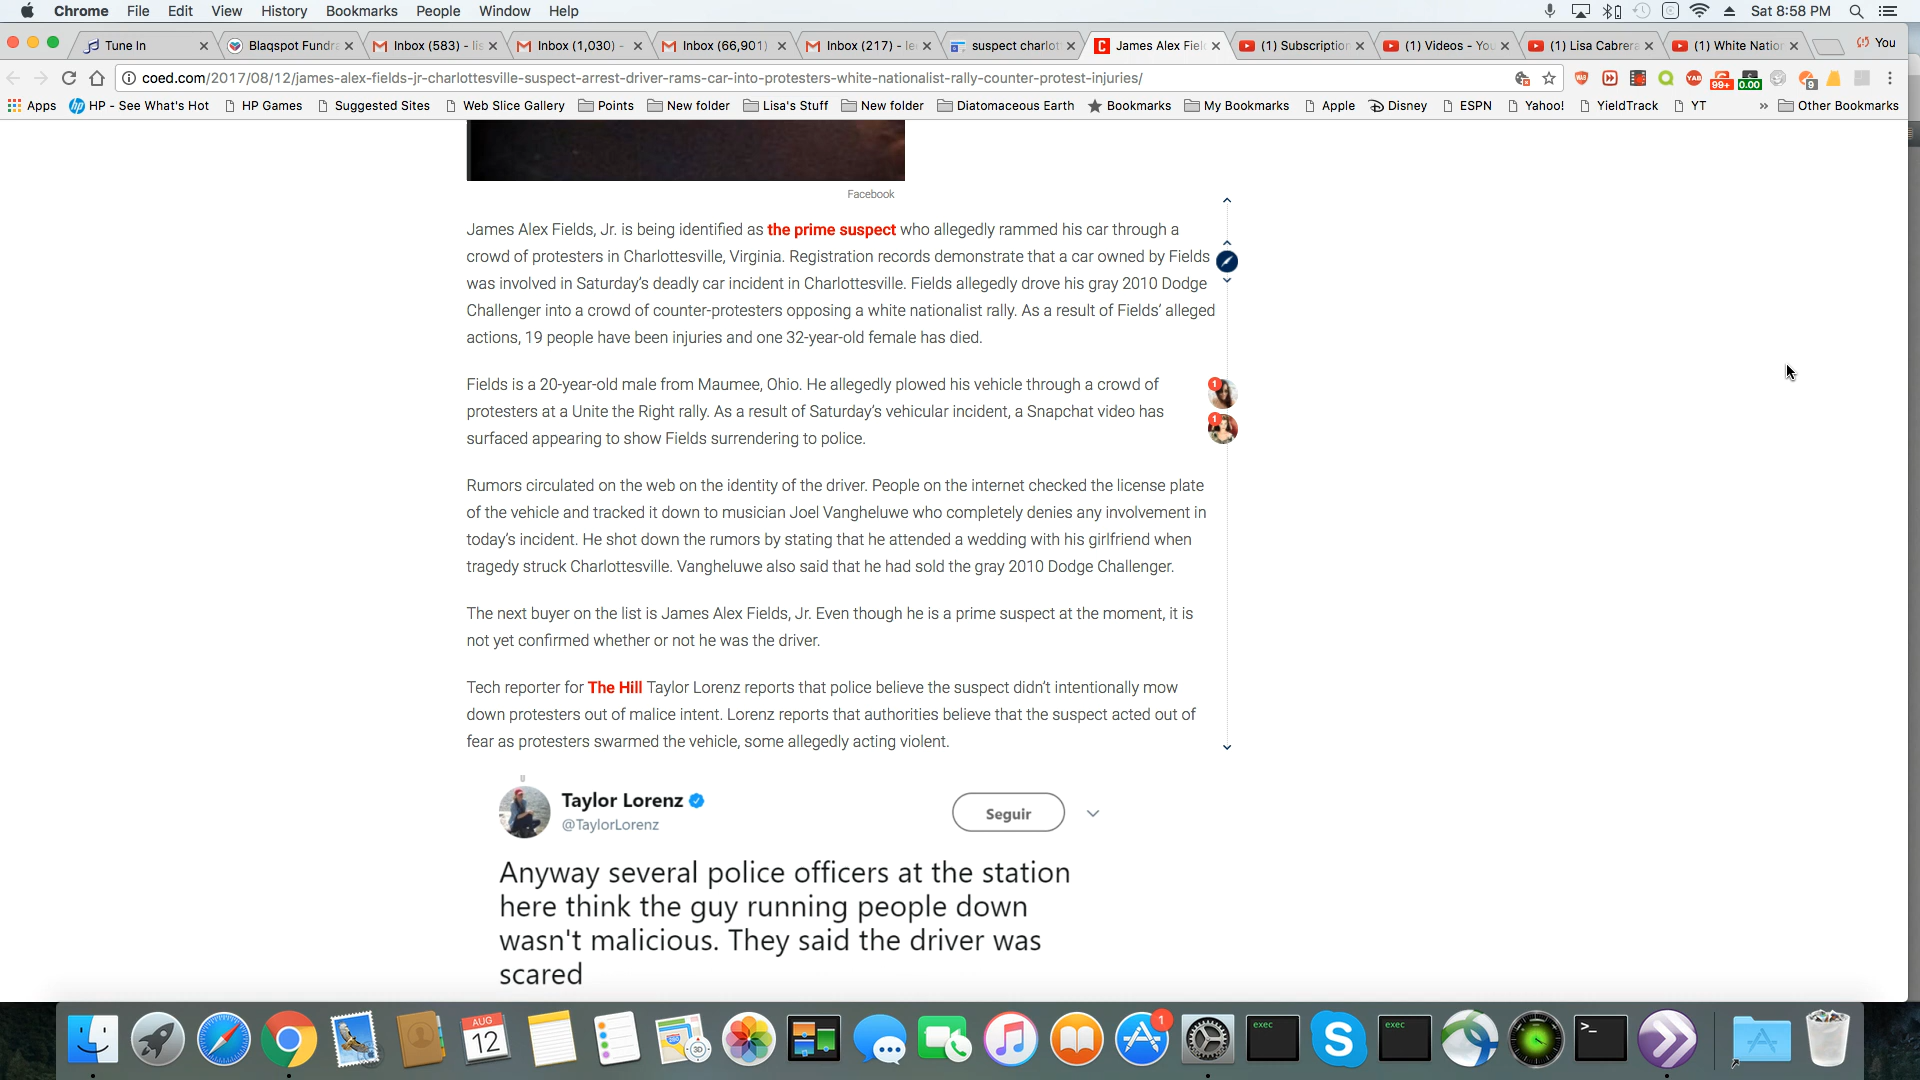 Chrome File Edit View History Bookmarks People Window Help Sat 8:58 PM
Tune In Blaqspot Fundr Inbox (583) - lis Inbox (1,030) - Inbox (66,901) Inbox (217) - le suspect charlot James Alex Fiel (1) Subscription (1) Videos - You (1) Lisa Cabrera (1) White Natio You
coed.com/2017/08/12/james-alex-fields-jr-charlottesville-suspect-arrest-driver-rams-car-into-protesters-white-nationalist-rally-counter-protest-injuries/
99+ 0.00 9
Apps HP - See What's Hot HP Games Suggested Sites Web Slice Gallery Points New folder Lisa's Stuff New folder Diatomaceous Earth Bookmarks My Bookmarks Apple Disney ESPN Yahoo! YieldTrack YT » Other Bookmarks
Facebook
James Alex Fields, Jr. is being identified as the prime suspect who allegedly rammed his car through a
crowd of protesters in Charlottesville, Virginia. Registration records demonstrate that a car owned by Fields
was involved in Saturday's deadly car incident in Charlottesville. Fields allegedly drove his gray 2010 Dodge
Challenger into a crowd of counter-protesters opposing a white nationalist rally. As a result of Fields' alleged
actions, 19 people have been injuries and one 32-year-old female has died.
Fields is a 20-year-old male from Maumee, Ohio. He allegedly plowed his vehicle through a crowd of
protesters at a Unite the Right rally. As a result of Saturday's vehicular incident, a Snapchat video has
surfaced appearing to show Fields surrendering to police.
1
1
Rumors circulated on the web on the identity of the driver. People on the internet checked the license plate
of the vehicle and tracked it down to musician Joel Vangheluwe who completely denies any involvement in
today's incident. He shot down the rumors by stating that he attended a wedding with his girlfriend when
tragedy struck Charlottesville. Vangheluwe also said that he had sold the gray 2010 Dodge Challenger.
The next buyer on the list is James Alex Fields, Jr. Even though he is a prime suspect at the moment, it is
not yet confirmed whether or not he was the driver.
Tech reporter for The Hill Taylor Lorenz reports that police believe the suspect didn't intentionally mow
down protesters out of malice intent. Lorenz reports that authorities believe that the suspect acted out of
fear as protesters swarmed the vehicle, some allegedly acting violent.
Taylor Lorenz
@TaylorLorenz
Seguir
Anyway several police officers at the station
here think the guy running people down
wasn't malicious. They said the driver was
scared
AUG
12
3D
1
exec
exec